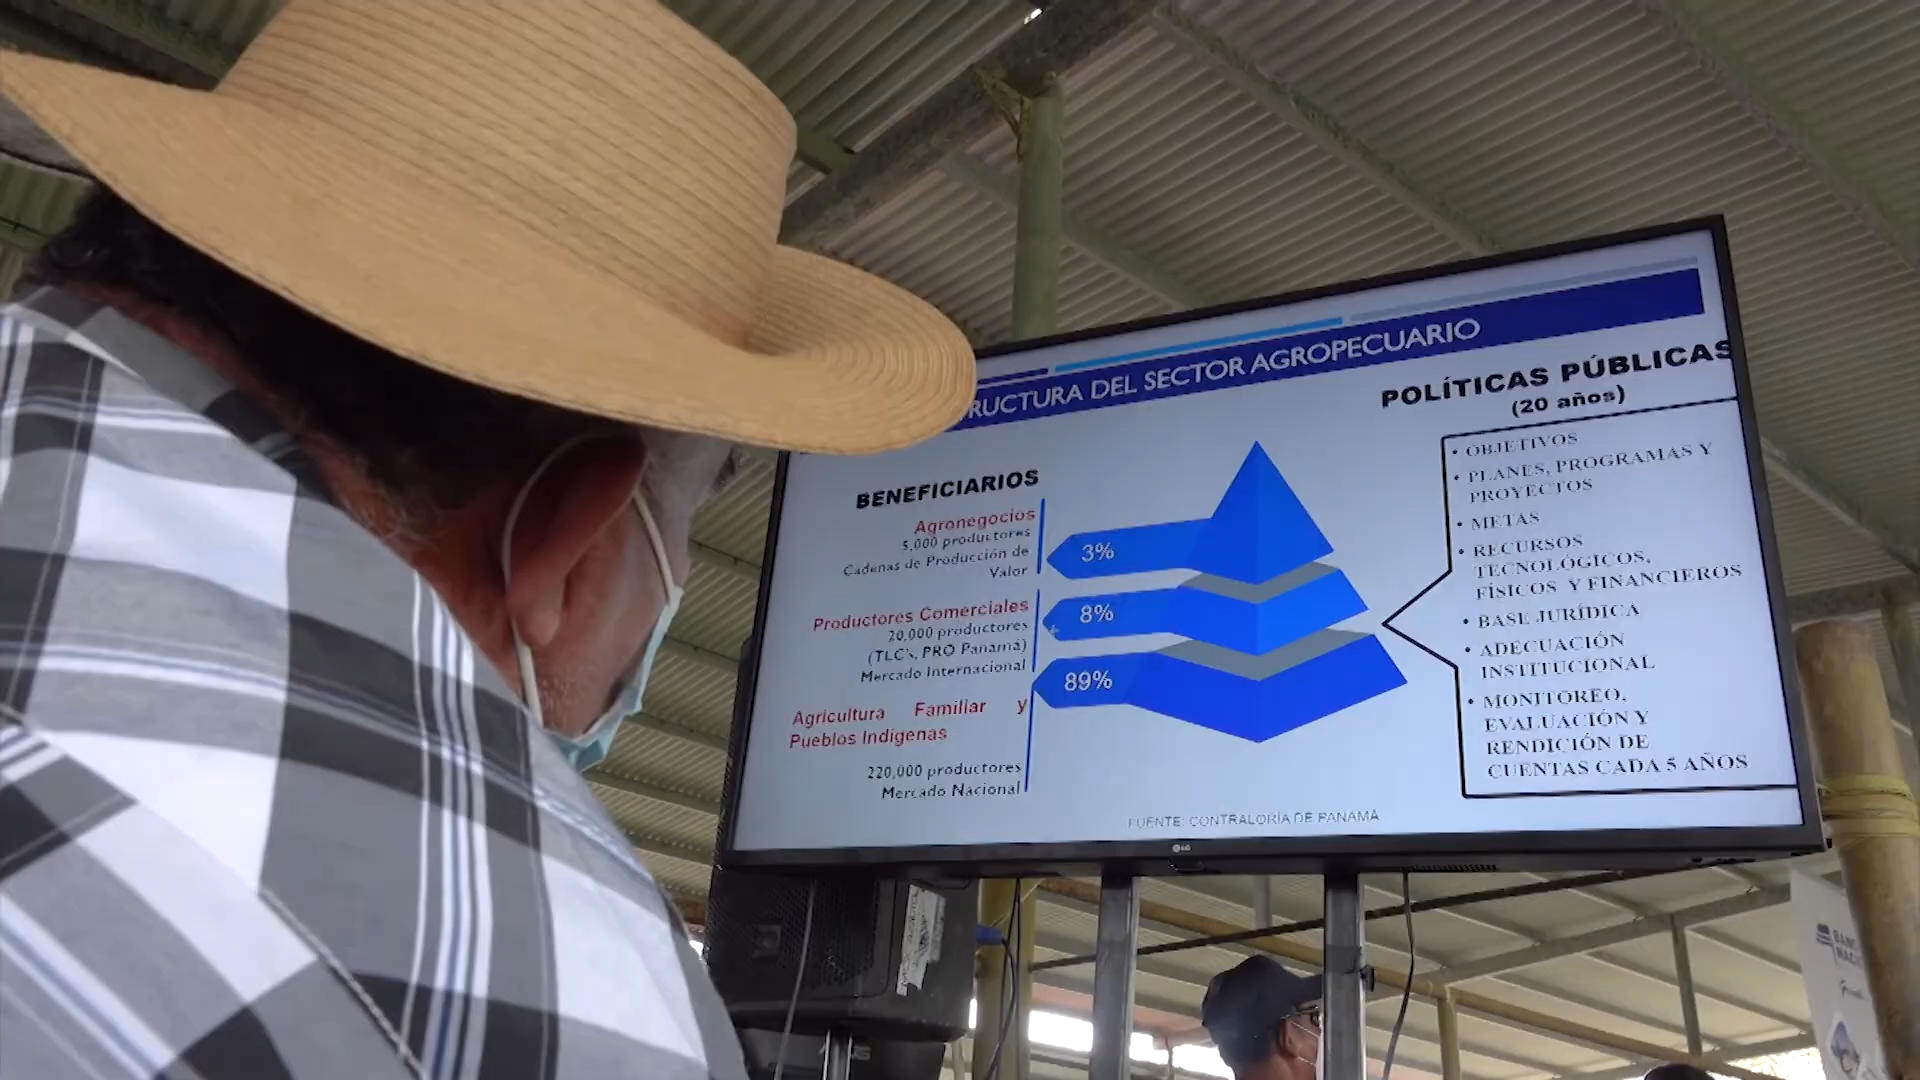 RUCTURA DEL SECTOR AGROPECUARIO
BENEFICIARIOS
Agronegocios
5,000 productores
Cadenas de Producción de
Valor
Productores Comerciales
20,000 productores
(TLC's, PRO Panamá)
Mercado Internacional
Agricultura Familiar y
Pueblos Indígenas
220,000 productores
Mercado Nacional
3%
8%
89%
POLÍTICAS PÚBLICAS
(20 años)
• OBJETIVOS
• PLANES, PROGRAMAS Y
PROYECTOS
• METAS
• RECURSOS
TECNOLÓGICOS,
FÍSICOS Y FINANCIEROS
• BASE JURÍDICA
• ADECUACIÓN
INSTITUCIONAL
• MONITOREO,
EVALUACIÓN Y
RENDICIÓN DE
CUENTAS CADA 5 AÑOS
FUENTE: CONTRALORÍA DE PANAMÁ
LG